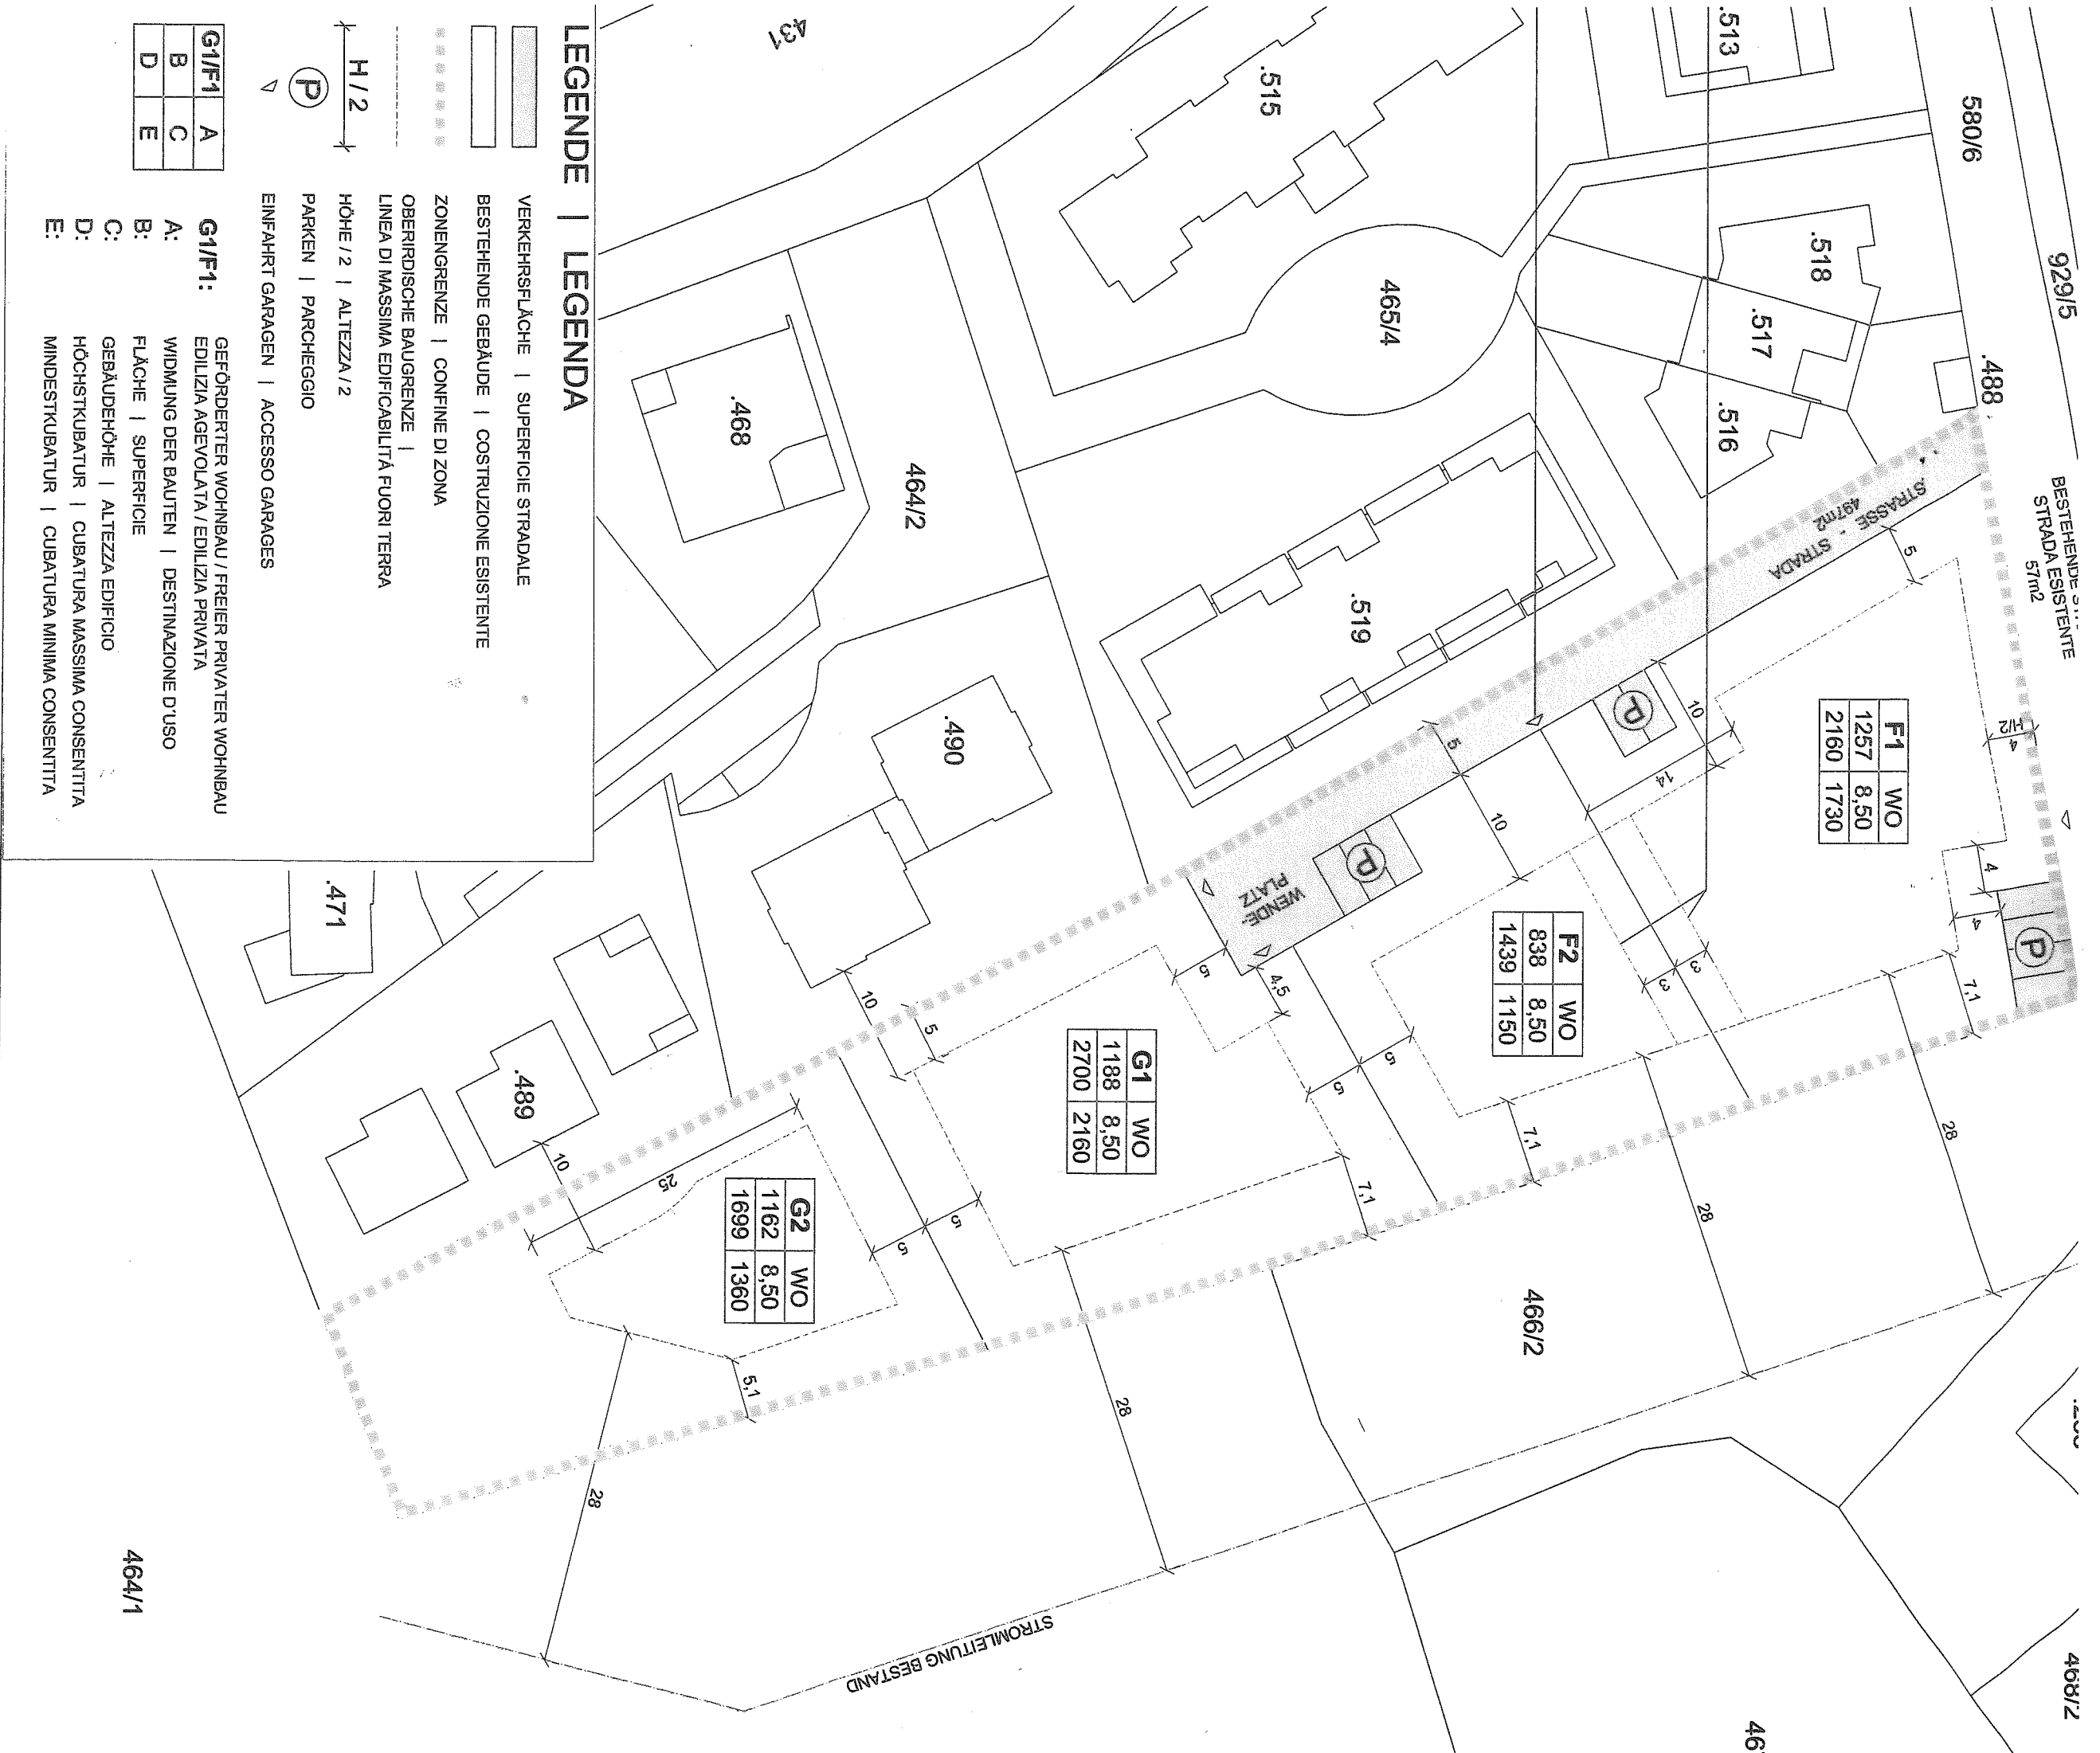 LEGENDE | LEGENDA
VERKEHRSFLÄCHE | SUPERFICIE STRADALE
BESTEHENDE GEBÄUDE | COSTRUZIONE ESISTENTE
ZONENGRENZE | CONFINE DI ZONA
OBERIRDISCHE BAUGRENZE |
LINEA DI MASSIMA EDIFICABILITÁ FUORI TERRA
H / 2
HÖHE / 2 | ALTEZZA / 2
P
PARKEN | PARCHEGGIO
EINFAHRT GARAGEN | ACCESSO GARAGES
G1/F1 A
B C
D E
G1/F1:
GEFÖRDERTER WOHNBAU / FREIER PRIVATER WOHNBAU
EDILIZIA AGEVOLATA / EDILIZIA PRIVATA
A: WIDMUNG DER BAUTEN | DESTINAZIONE D'USO
B: FLÄCHE | SUPERFICIE
C: GEBÄUDEHÖHE | ALTEZZA EDIFICIO
D: HÖCHSTKUBATUR | CUBATURA MASSIMA CONSENTITA
E: MINDESTKUBATUR | CUBATURA MINIMA CONSENTITA
929/5
580/6
.513
.488
.518
.517
.516
.515
431
465/4
.519
464/2
.468
.490
.471
.489
BESTEHENDE
STRADA ESISTENTE
57m2
STRASSE - STRADA
497m2
WENDE-
PLATZ
P
P
P
F1 WO
1257 8,50
2160 1730
F2 WO
838 8,50
1439 1150
G1 WO
1188 8,50
2700 2160
G2 WO
1162 8,50
1699 1360
H/2
4
4
4
7,1
5
10
14
5
10
3
3
28
7,1
28
5
4,5
5
5
7,1
10
5
28
5
5
25
10
5,1
28
466/2
468/2
464/1
STROMLEITUNG BESTAND